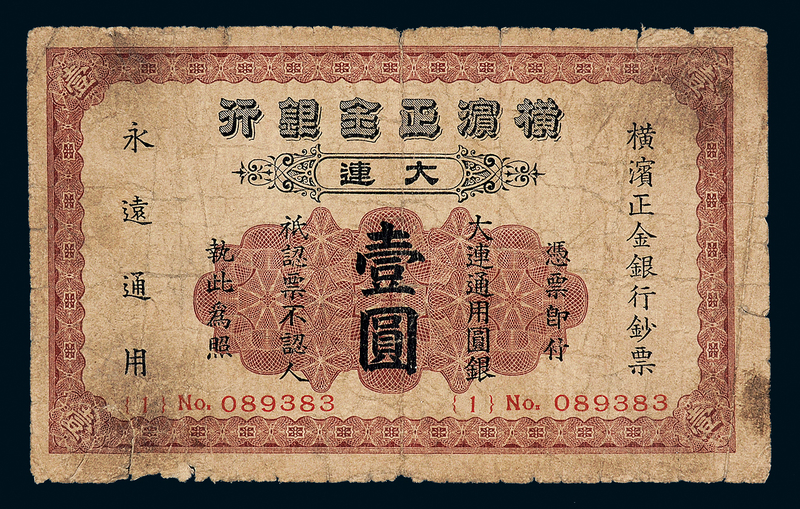 橫濱正金銀行
大連
橫濱正金銀行鈔票
憑票即付
大連通用圓銀
壹圓
祇認票不認人
執此爲照
永遠通用
{1} No. 089383
{1} No. 089383